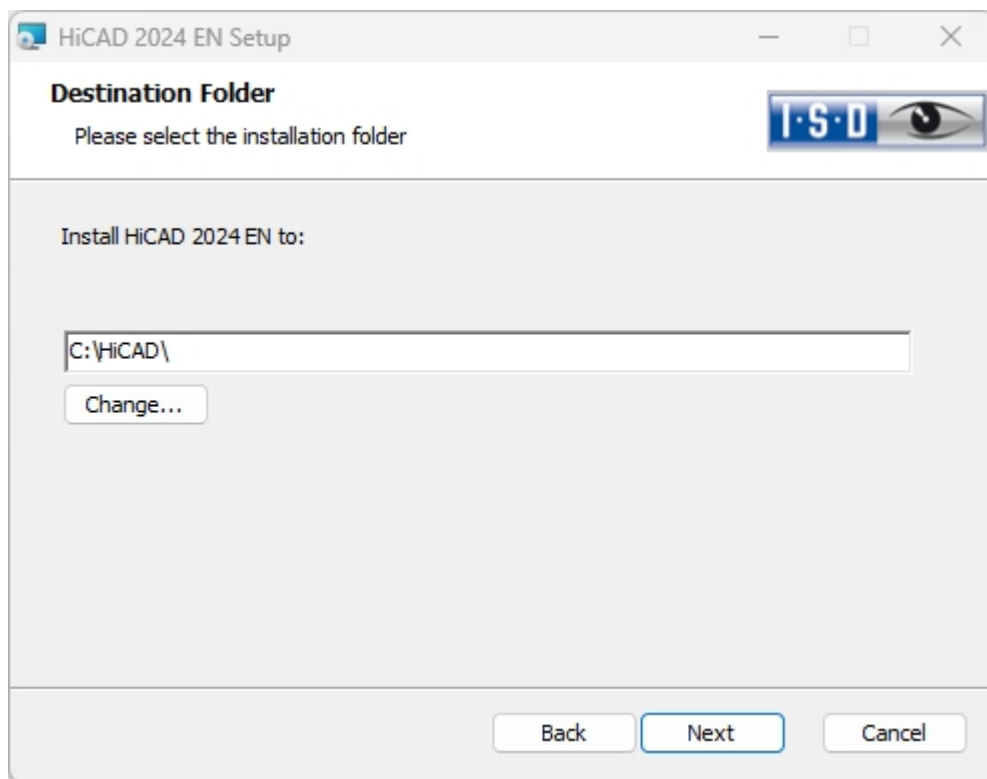 HiCAD 2024 EN Setup
Destination Folder
Please select the installation folder
I·S·D
Install HiCAD 2024 EN to:
C:\HiCAD\
Change...
Back
Next
Cancel